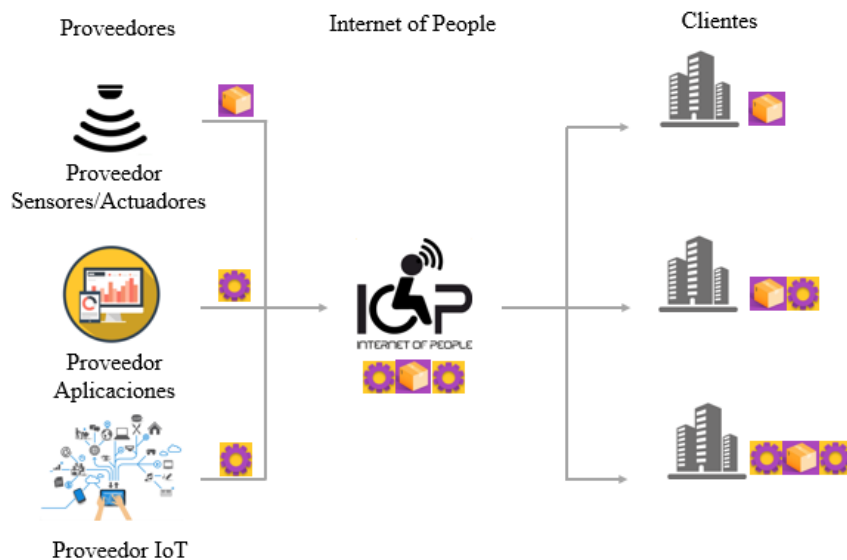 Proveedores
Internet of People
Clientes
Proveedor
Sensores/Actuadores
Proveedor
Aplicaciones
IOP
INTERNET OF PEOPLE
Proveedor IoT